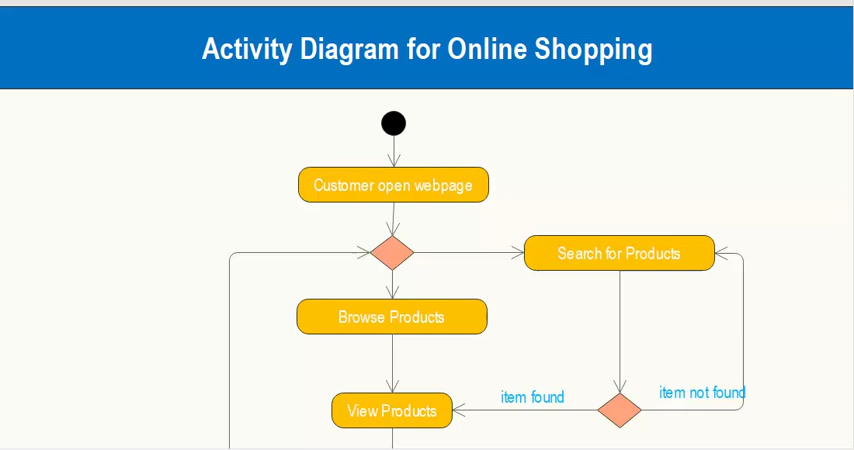 Activity Diagram for Online Shopping
Customer open webpage
Search for Products
Browse Products
item found
item not found
View Products